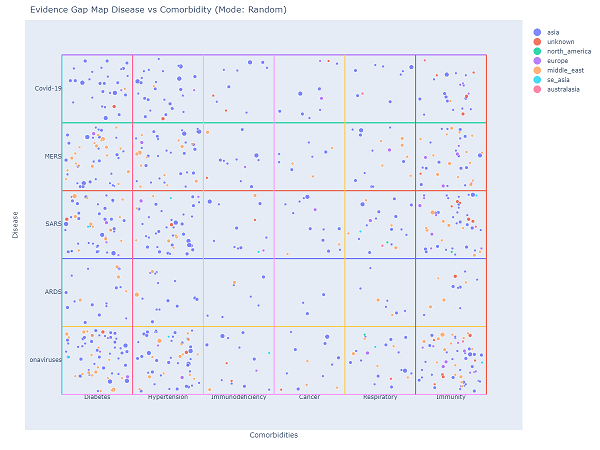 Evidence Gap Map Disease vs Comorbidity (Mode: Random)
asia
unknown
north_america
europe
middle_east
se_asia
australasia
Covid-19
MERS
SARS
ARDS
onaviruses
Disease
Diabetes
Hypertension
Immunodeficiency
Cancer
Respiratory
Immunity
Comorbidities